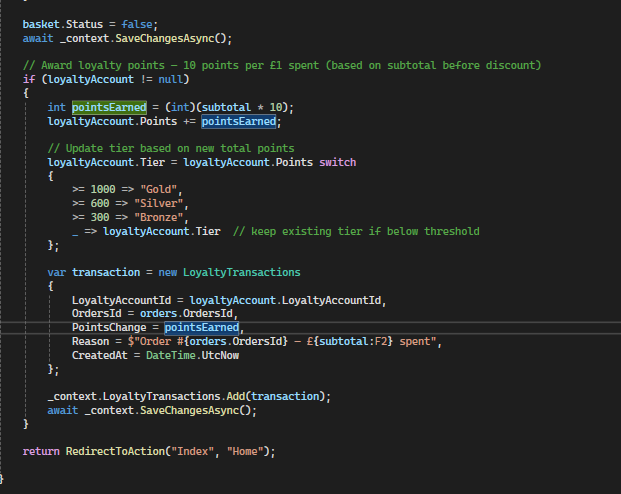 basket.Status = false;
await _context.SaveChangesAsync();
// Award loyalty points – 10 points per £1 spent (based on subtotal before discount)
if (loyaltyAccount != null)
{
int pointsEarned = (int)(subtotal * 10);
loyaltyAccount.Points += pointsEarned;
// Update tier based on new total points
loyaltyAccount.Tier = loyaltyAccount.Points switch
{
>= 1000 => "Gold",
>= 600 => "Silver",
>= 300 => "Bronze",
_ => loyaltyAccount.Tier // keep existing tier if below threshold
};
var transaction = new LoyaltyTransactions
{
LoyaltyAccountId = loyaltyAccount.LoyaltyAccountId,
OrdersId = orders.OrdersId,
PointsChange = pointsEarned,
Reason = $"Order #{orders.OrdersId} – £{subtotal:F2} spent",
CreatedAt = DateTime.UtcNow
};
_context.LoyaltyTransactions.Add(transaction);
await _context.SaveChangesAsync();
}
return RedirectToAction("Index", "Home");
}